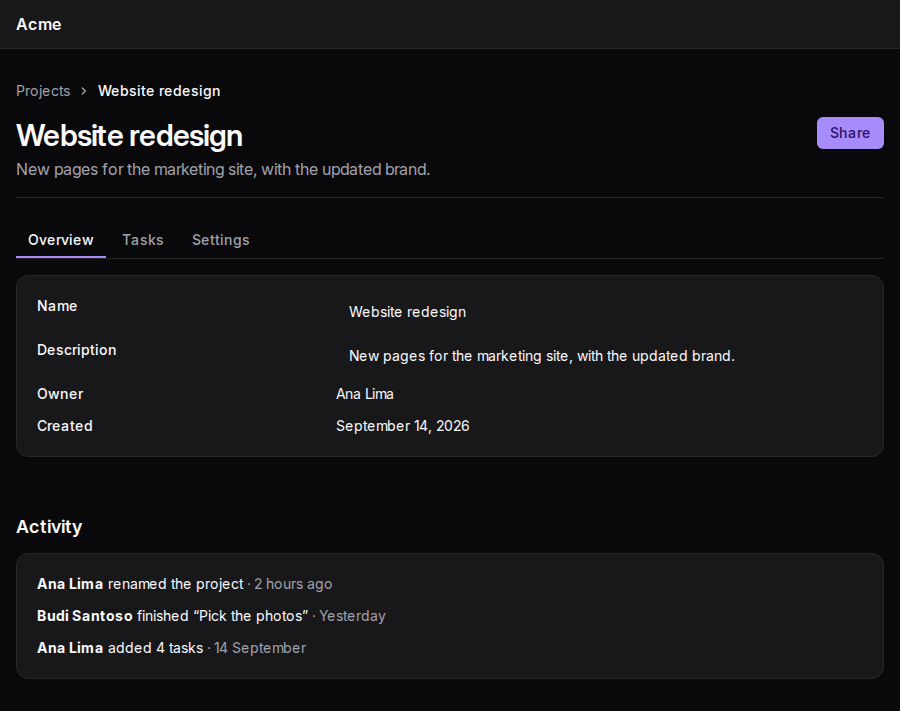 Acme
Projects > Website redesign
Website redesign
Share
New pages for the marketing site, with the updated brand.
Overview Tasks Settings
Name Website redesign
Description New pages for the marketing site, with the updated brand.
Owner Ana Lima
Created September 14, 2026
Activity
Ana Lima renamed the project · 2 hours ago
Budi Santoso finished “Pick the photos” · Yesterday
Ana Lima added 4 tasks · 14 September